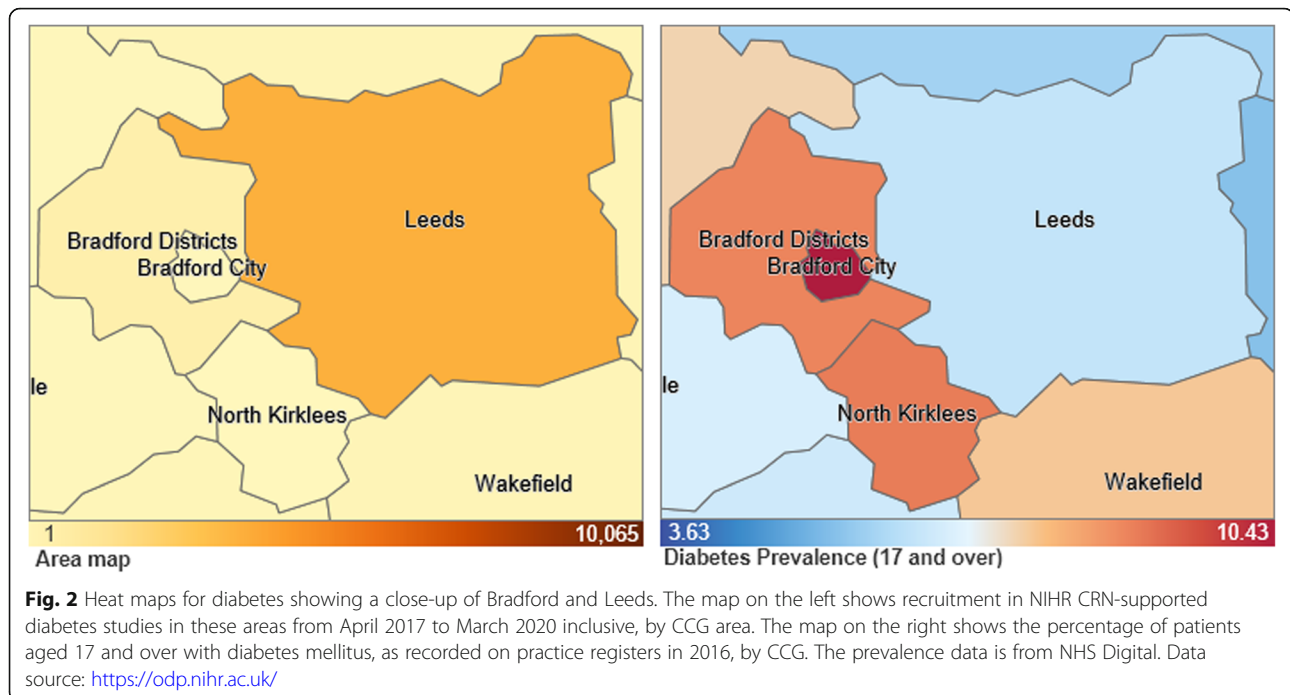 Leeds
Bradford Districts
Bradford City
le
North Kirklees
Wakefield
1 10,065
Area map
Leeds
Bradford Districts
Bradford City
le
North Kirklees
Wakefield
3.63 10.43
Diabetes Prevalence (17 and over)
Fig. 2 Heat maps for diabetes showing a close-up of Bradford and Leeds. The map on the left shows recruitment in NIHR CRN-supported
diabetes studies in these areas from April 2017 to March 2020 inclusive, by CCG area. The map on the right shows the percentage of patients
aged 17 and over with diabetes mellitus, as recorded on practice registers in 2016, by CCG. The prevalence data is from NHS Digital. Data
source: https://odp.nihr.ac.uk/